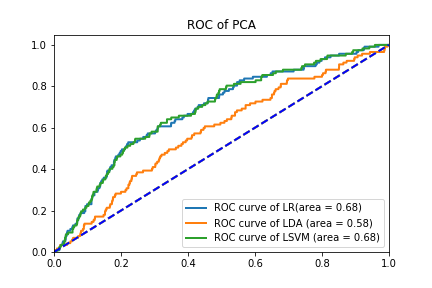 ROC of PCA
1.0
0.8
0.6
0.4
0.2
0.0
0.0 0.2 0.4 0.6 0.8 1.0
ROC curve of LR(area = 0.68)
ROC curve of LDA (area = 0.58)
ROC curve of LSVM (area = 0.68)